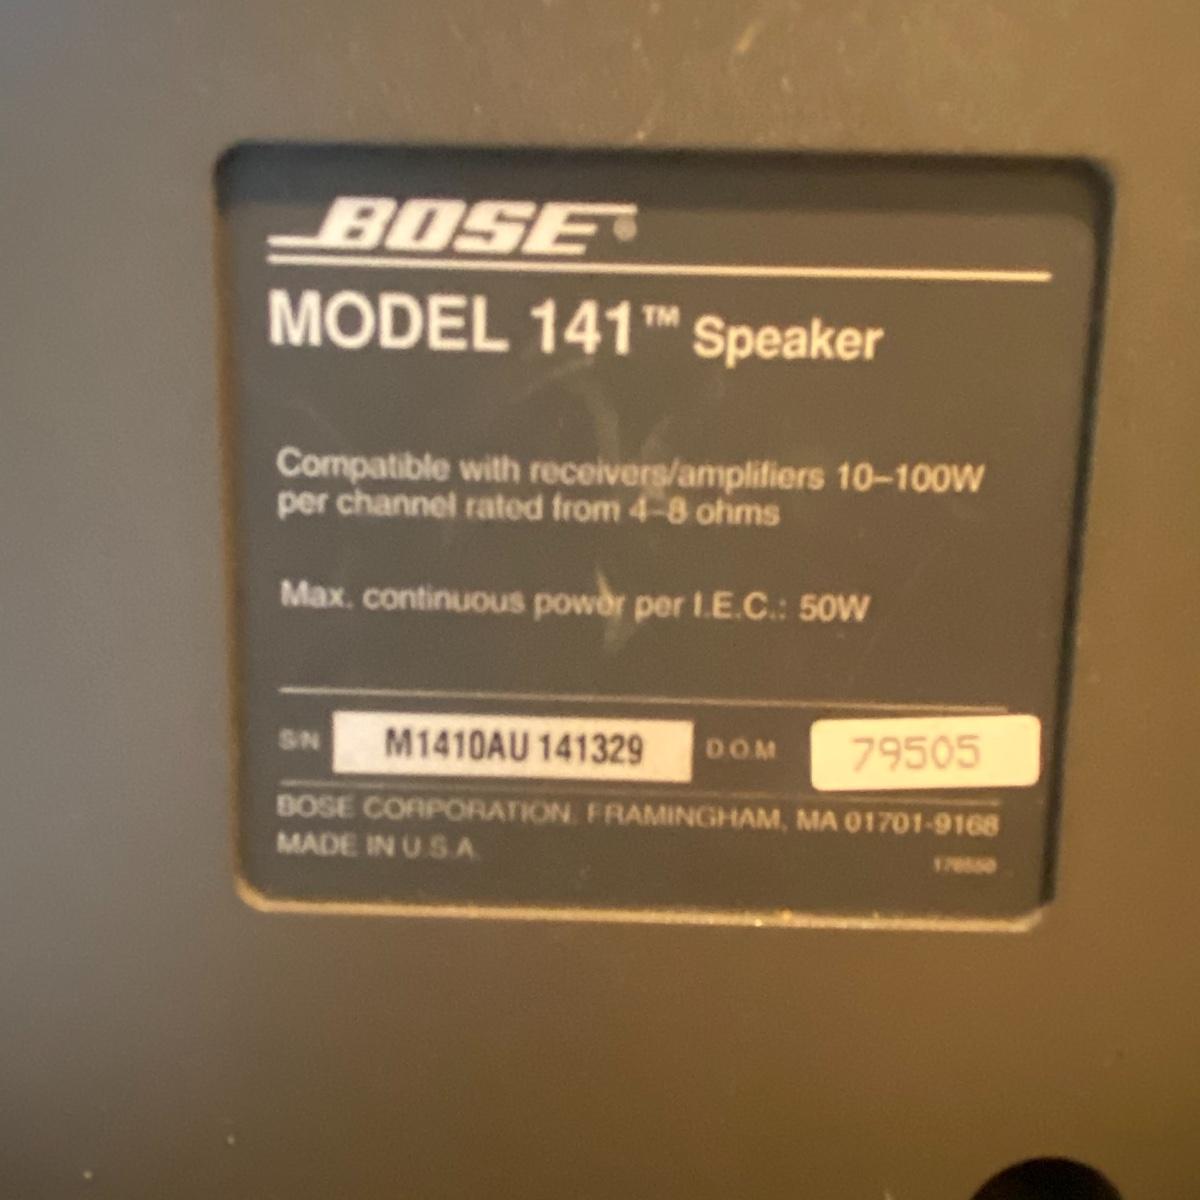 BOSE
MODEL 141™ Speaker
Compatible with receivers/amplifiers 10–100W
per channel rated from 4–8 ohms
Max. continuous power per I.E.C.: 50W
S/N M1410AU 141329 D.O.M 79505
BOSE CORPORATION, FRAMINGHAM, MA 01701-9168
MADE IN U.S.A.